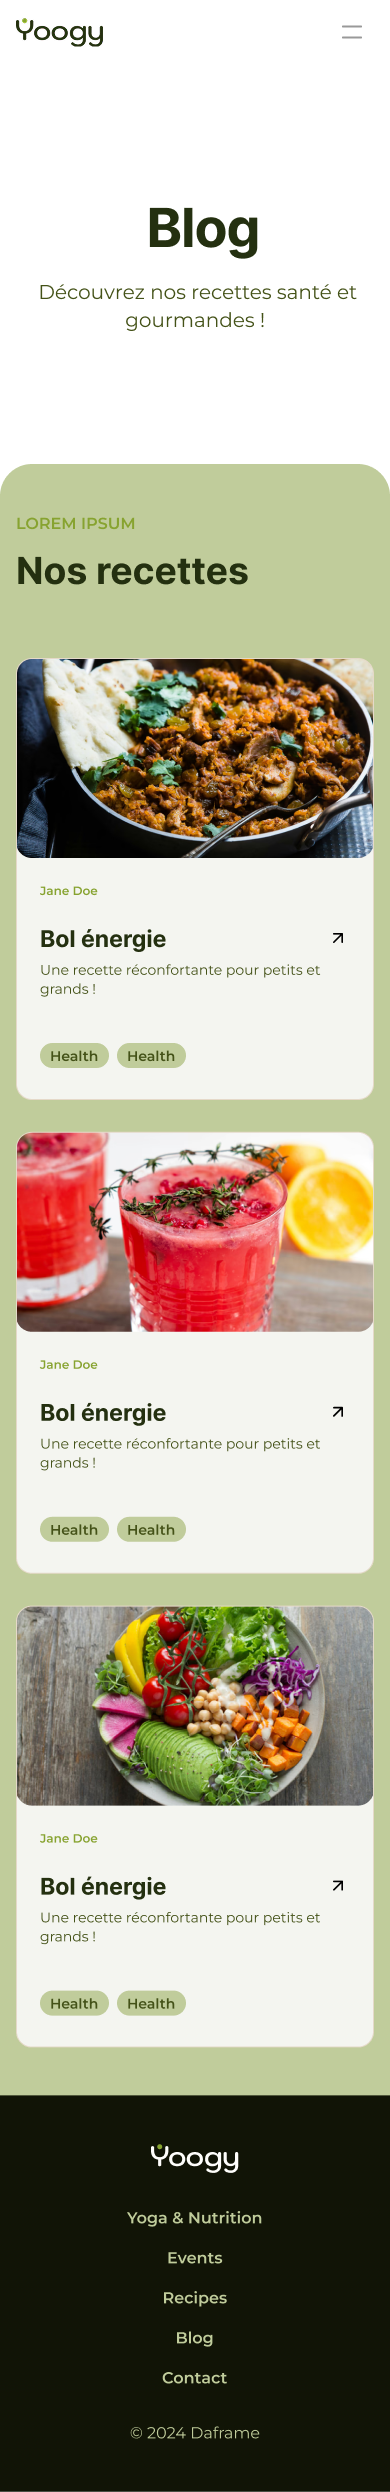 Yoogy
Blog
Découvrez nos recettes santé et
gourmandes !
LOREM IPSUM
Nos recettes
Jane Doe
Bol énergie
Une recette réconfortante pour petits et
grands !
Health Health
Jane Doe
Bol énergie
Une recette réconfortante pour petits et
grands !
Health Health
Jane Doe
Bol énergie
Une recette réconfortante pour petits et
grands !
Health Health
Yoogy
Yoga & Nutrition
Events
Recipes
Blog
Contact
© 2024 Daframe